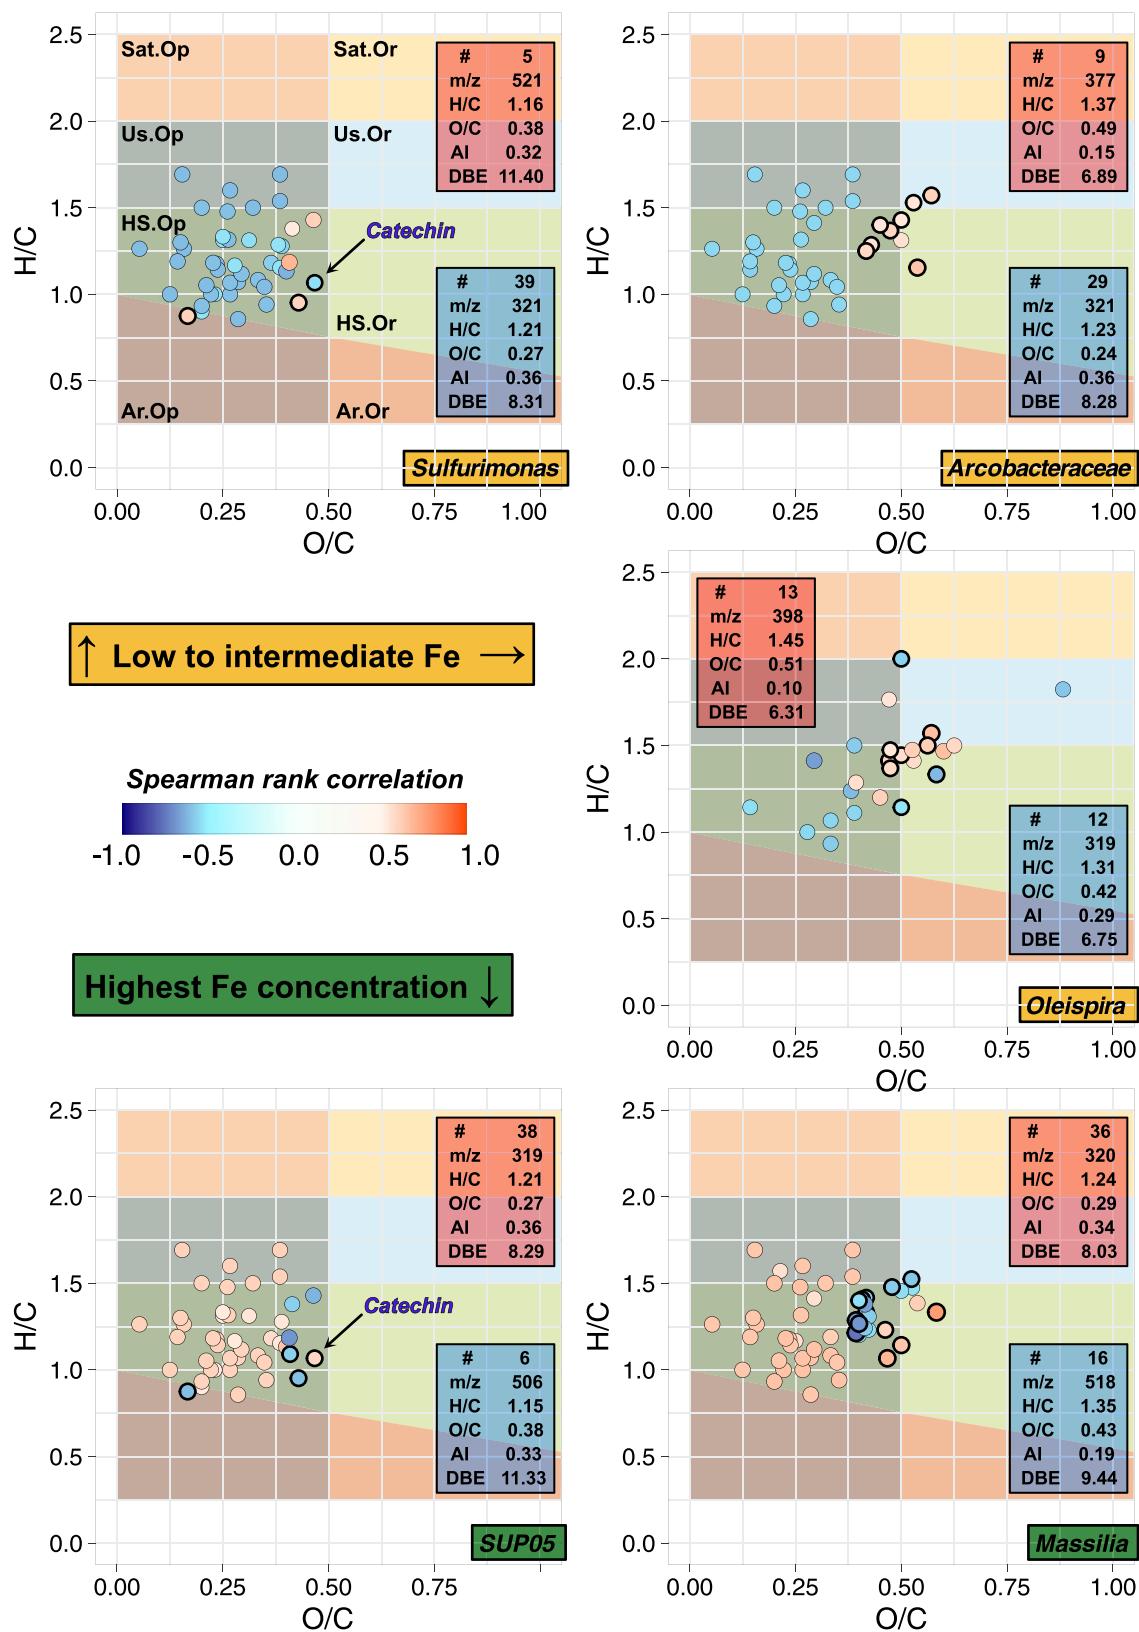 2.5
2.0
1.5
1.0
0.5
0.0
H/C
Sat.Op
Sat.Or
Us.Op
Us.Or
HS.Op
HS.Or
Ar.Op
Ar.Or
Catechin
# 5
m/z 521
H/C 1.16
O/C 0.38
AI 0.32
DBE 11.40
# 39
m/z 321
H/C 1.21
O/C 0.27
AI 0.36
DBE 8.31
Sulfurimonas
0.00 0.25 0.50 0.75 1.00
O/C
2.5
2.0
1.5
1.0
0.5
0.0
H/C
# 9
m/z 377
H/C 1.37
O/C 0.49
AI 0.15
DBE 6.89
# 29
m/z 321
H/C 1.23
O/C 0.24
AI 0.36
DBE 8.28
Arcobacteraceae
0.00 0.25 0.50 0.75 1.00
O/C
↑ Low to intermediate Fe →
Spearman rank correlation
-1.0 -0.5 0.0 0.5 1.0
Highest Fe concentration ↓
2.5
2.0
1.5
1.0
0.5
0.0
H/C
# 13
m/z 398
H/C 1.45
O/C 0.51
AI 0.10
DBE 6.31
# 12
m/z 319
H/C 1.31
O/C 0.42
AI 0.29
DBE 6.75
Oleispira
0.00 0.25 0.50 0.75 1.00
O/C
2.5
2.0
1.5
1.0
0.5
0.0
H/C
# 38
m/z 319
H/C 1.21
O/C 0.27
AI 0.36
DBE 8.29
Catechin
# 6
m/z 506
H/C 1.15
O/C 0.38
AI 0.33
DBE 11.33
SUP05
0.00 0.25 0.50 0.75 1.00
O/C
2.5
2.0
1.5
1.0
0.5
0.0
H/C
# 36
m/z 320
H/C 1.24
O/C 0.29
AI 0.34
DBE 8.03
# 16
m/z 518
H/C 1.35
O/C 0.43
AI 0.19
DBE 9.44
Massilia
0.00 0.25 0.50 0.75 1.00
O/C